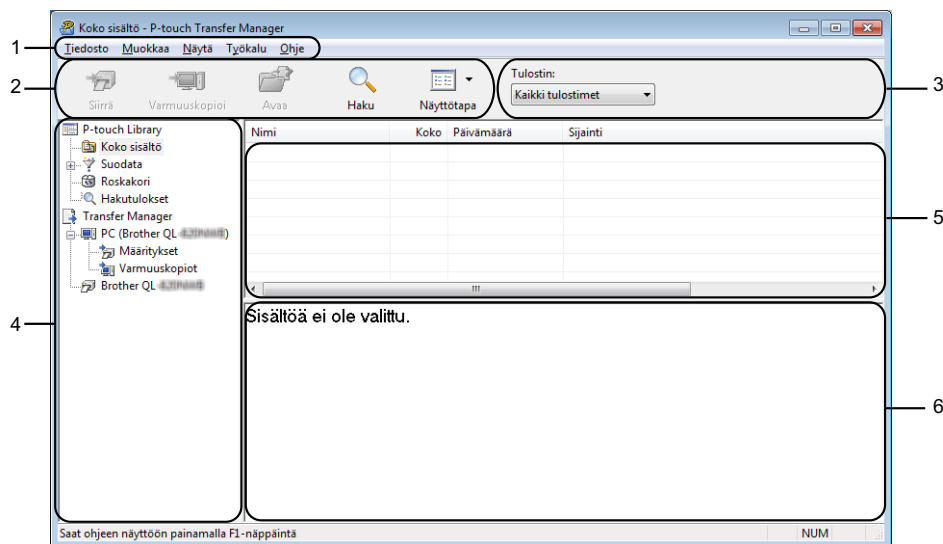 Koko sisältö - P-touch Transfer Manager
1
Tiedosto Muokkaa Näytä Työkalu Ohje
2
Siirrä Varmuuskopioi Avaa Haku Näyttötapa
Tulostin:
Kaikki tulostimet
3
P-touch Library
Koko sisältö
Suodata
Roskakori
Hakutulokset
Transfer Manager
PC (Brother QL-)
Määritykset
Varmuuskopiot
Brother QL-
4
Nimi Koko Päivämäärä Sijainti
5
Sisältöä ei ole valittu.
6
Saat ohjeen näyttöön painamalla F1-näppäintä
NUM